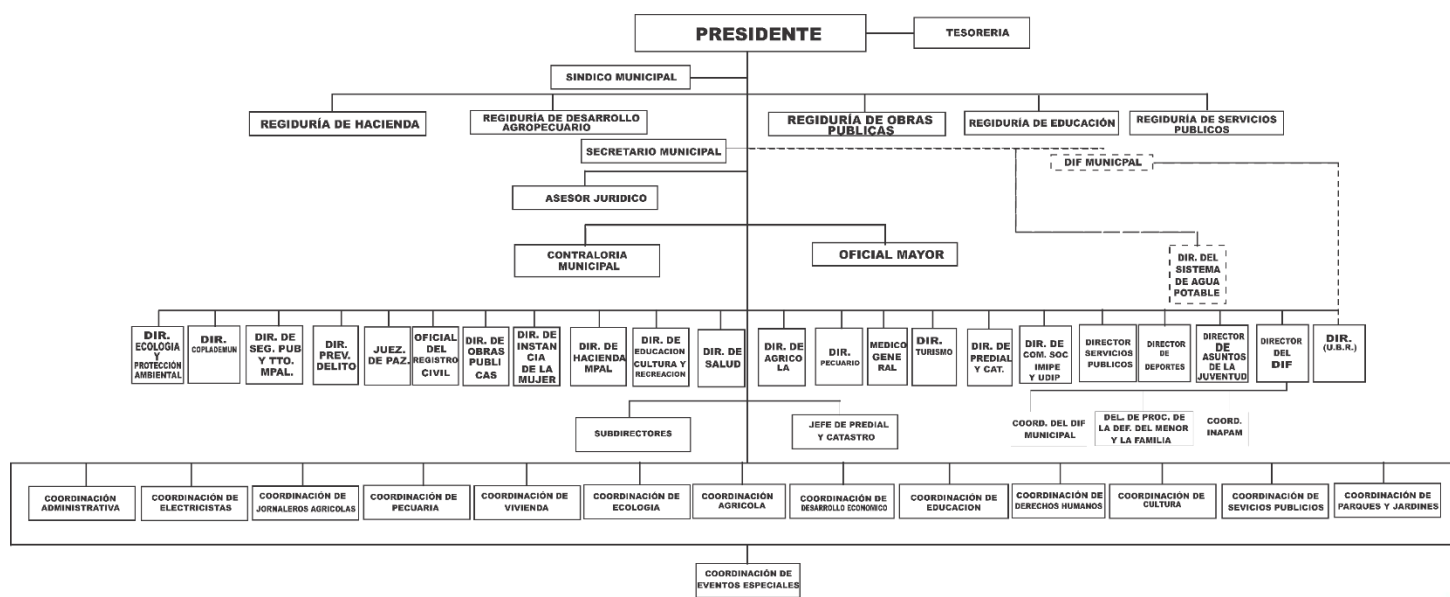 PRESIDENTE
TESORERIA
SINDICO MUNICIPAL
REGIDURÍA DE HACIENDA
REGIDURÍA DE DESARROLLO
AGROPECUARIO
REGIDURÍA DE OBRAS
PUBLICAS
REGIDURÍA DE EDUCACIÓN
REGIDURÍA DE SERVICIOS
PUBLICOS
SECRETARIO MUNICIPAL
DIF MUNICPAL
ASESOR JURIDICO
CONTRALORIA
MUNICIPAL
OFICIAL MAYOR
DIR. DEL
SISTEMA
DE AGUA
POTABLE
DIR.
ECOLOGIA
Y
PROTECCIÓN
AMBIENTAL
DIR.
COPLADEMUN
DIR. DE
SEG. PUB
Y TTO.
MPAL.
DIR.
PREV.
DELITO
JUEZ.
DE PAZ.
OFICIAL
DEL
REGISTRO
CIVIL
DIR. DE
OBRAS
PUBLI
CAS
DIR. DE
INSTAN
CIA DE
LA MUJER
DIR. DE
HACIENDA
MPAL
DIR. DE
EDUCACION
CULTURA Y
RECREACION
DIR. DE
SALUD
DIR. DE
AGRICO
LA
DIR.
PECUARIO
MEDICO
GENE
RAL
DIR.
TURISMO
DIR. DE
PREDIAL
Y CAT.
DIR. DE
COM. SOC
IMIPE
Y UDIP
DIRECTOR
SERVICIOS
PUBLICOS
DIRECTOR
DE
DEPORTES
DIRECTOR
DE
ASUNTOS
DE LA
JUVENTUD
DIRECTOR
DEL
DIF
DIR.
(U.B.R.)
SUBDIRECTORES
JEFE DE PREDIAL
Y CATASTRO
COORD. DEL DIF
MUNICIPAL
DEL. DE PROC. DE
LA DEF. DEL MENOR
Y LA FAMILIA
COORD.
INAPAM
COORDINACIÓN
ADMINISTRATIVA
COORDINACIÓN DE
ELECTRICISTAS
COORDINACIÓN DE
JORNALEROS AGRICOLAS
COORDINACIÓN DE
PECUARIA
COORDINACIÓN DE
VIVIENDA
COORDINACIÓN DE
ECOLOGIA
COORDINACIÓN
AGRICOLA
COORDINACIÓN DE
DESARROLLO ECONOMICO
COORDINACIÓN DE
EDUCACION
COORDINACIÓN DE
DERECHOS HUMANOS
COORDINACIÓN DE
CULTURA
COORDINACIÓN DE
SEVICIOS PUBLICIOS
COORDINACIÓN DE
PARQUES Y JARDINES
COORDINACIÓN DE
EVENTOS ESPECIALES